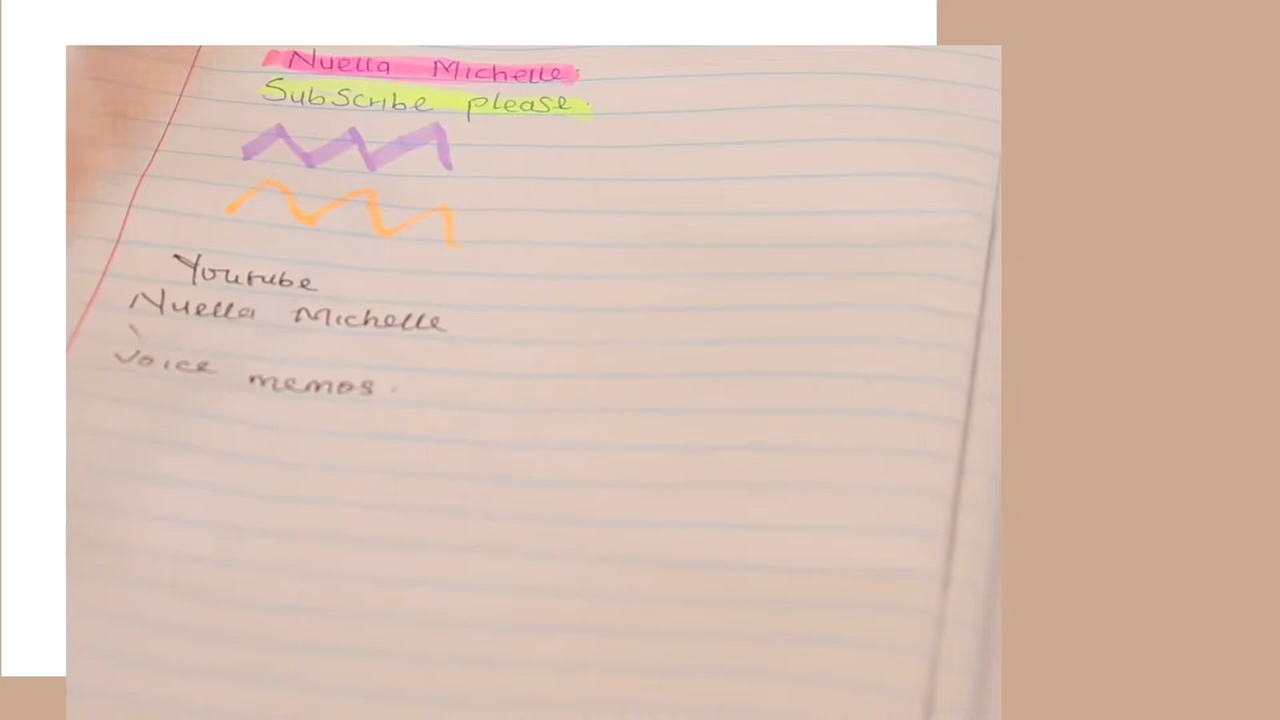 Nuella Michelle.
Subscribe please.
Youtube
Nuella Michelle
Voice memos.